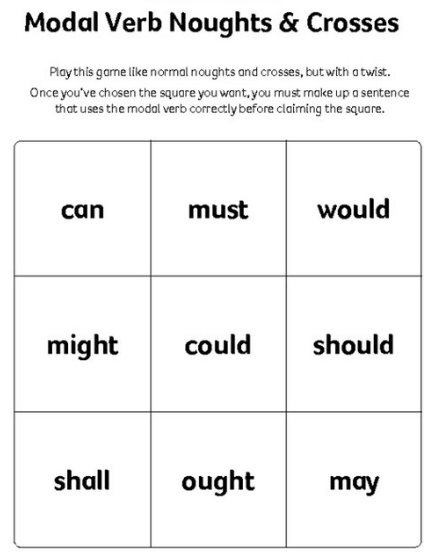 Modal Verb Noughts & Crosses
Play this game like normal noughts and crosses, but with a twist.
Once you've chosen the square you want, you must make up a sentence
that uses the modal verb correctly before claiming the square.
can must would
might could should
shall ought may